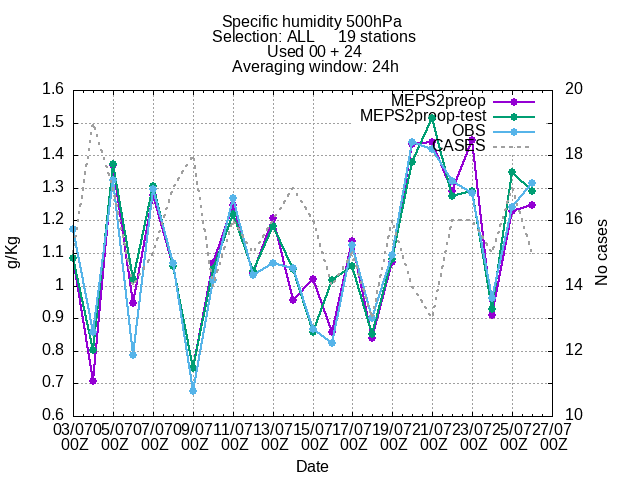 Specific humidity 500hPa
Selection: ALL 19 stations
Used 00 + 24
Averaging window: 24h
1.6 20
MEPS2preop
MEPS2preop-test
1.5
OBS
CASES
1.4 18
1.3
1.2 16
g/Kg
No cases
1.1
1 14
0.9
0.8 12
0.7
0.6 10
03/07 05/07 07/07 09/07 11/07 13/07 15/07 17/07 19/07 21/07 23/07 25/07 27/07
00Z 00Z 00Z 00Z 00Z 00Z 00Z 00Z 00Z 00Z 00Z 00Z 00Z
Date